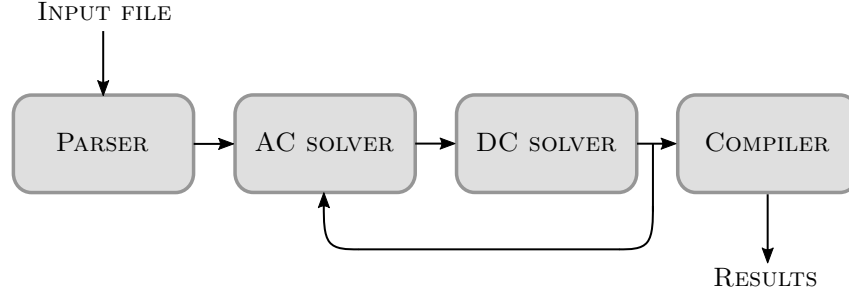 Input file
Parser
AC solver
DC solver
Compiler
Results